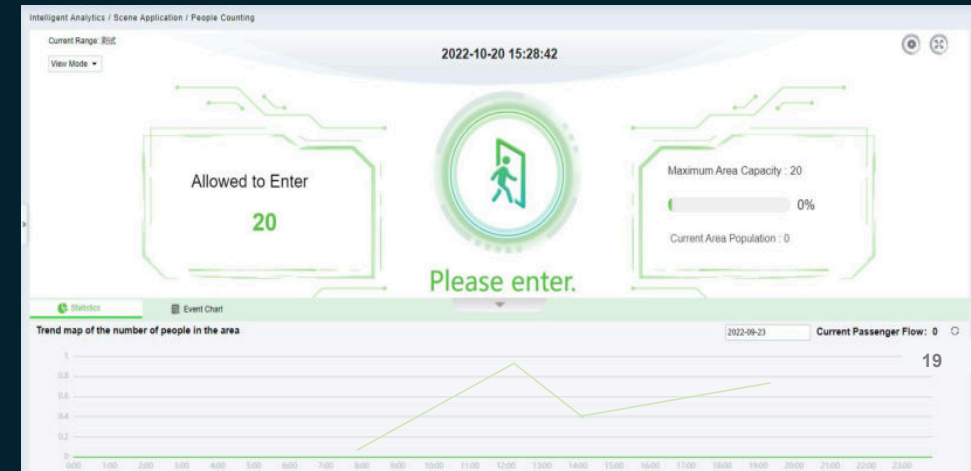 Intelligent Analytics / Scene Application / People Counting
Current Range: 测试
2022-10-20 15:28:42
View Mode
Allowed to Enter
20
Maximum Area Capacity : 20
0%
Current Area Population : 0
Please enter.
Statistics
Event Chart
Trend map of the number of people in the area
2022-09-23
Current Passenger Flow: 0
19
1
0.8
0.6
0.4
0.2
0
0:00 1:00 2:00 3:00 4:00 5:00 6:00 7:00 8:00 9:00 10:00 11:00 12:00 13:00 14:00 15:00 16:00 17:00 18:00 19:00 20:00 21:00 22:00 23:00